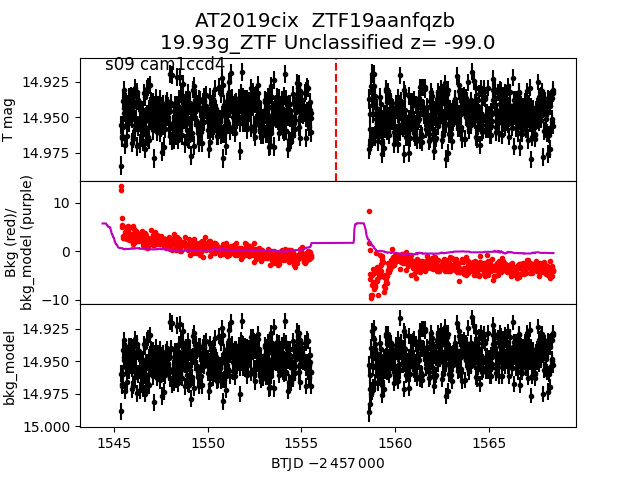 AT2019cix  ZTF19aanfqzb
19.93g_ZTF Unclassified z= -99.0
s09 cam1ccd4
14.925
14.950
14.975
T mag
10
0
−10
Bkg (red)/
bkg_model (purple)
14.925
14.950
14.975
15.000
bkg_model
1545 1550 1555 1560 1565
BTJD −2 457 000